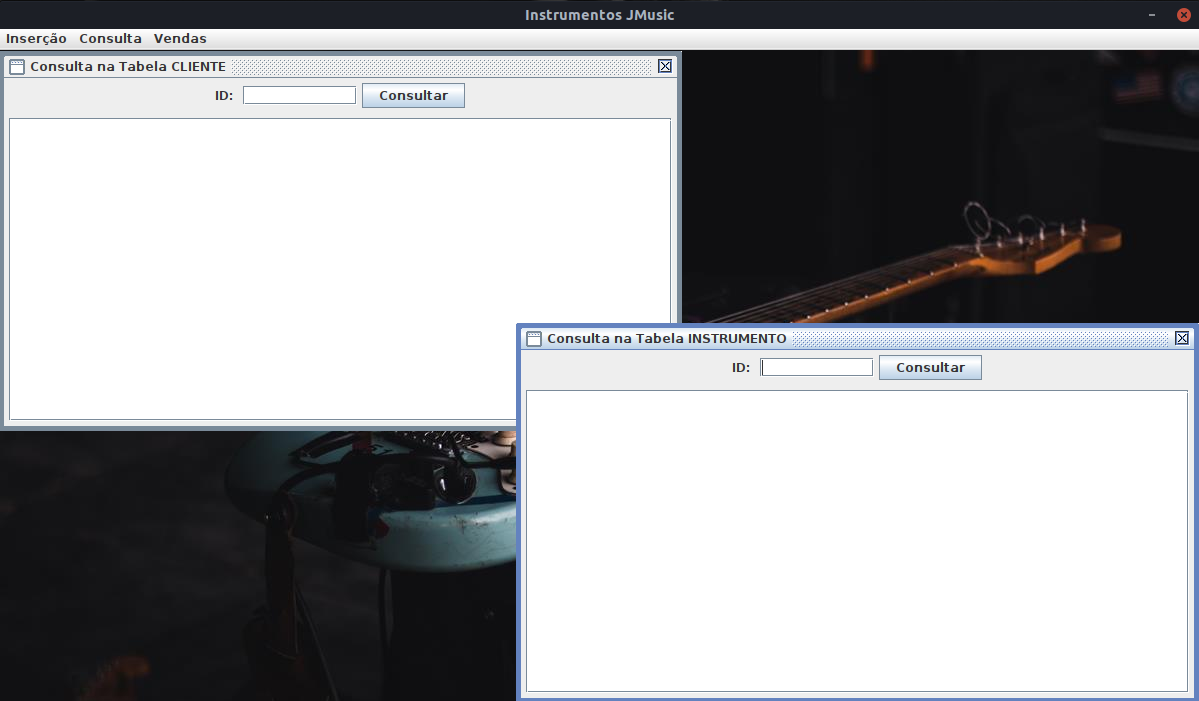 Instrumentos JMusic
Inserção Consulta Vendas
Consulta na Tabela CLIENTE
ID: Consultar
Consulta na Tabela INSTRUMENTO
ID: Consultar